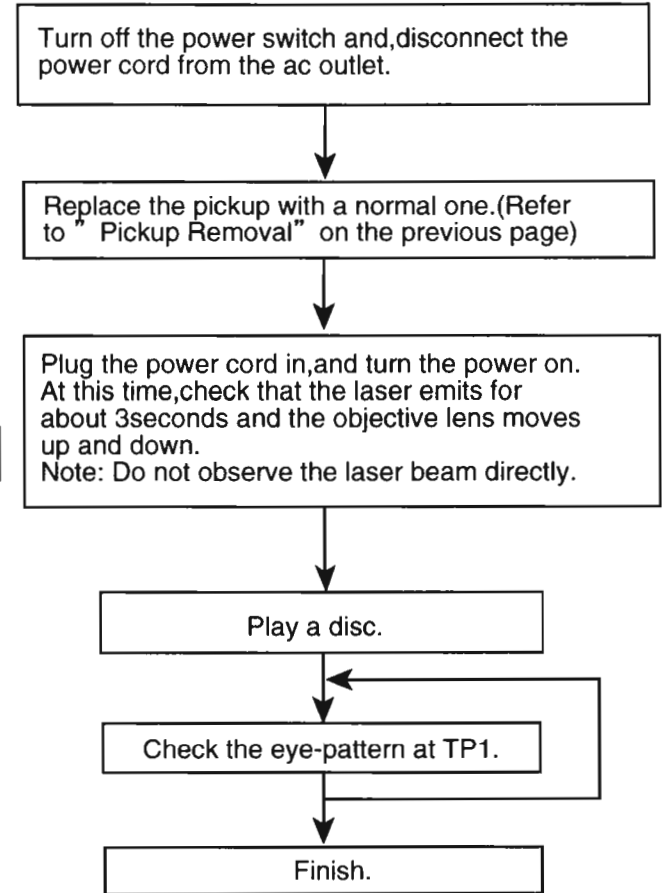 Turn off the power switch and,disconnect the
power cord from the ac outlet.
Replace the pickup with a normal one.(Refer
to " Pickup Removal" on the previous page)
Plug the power cord in,and turn the power on.
At this time,check that the laser emits for
about 3seconds and the objective lens moves
up and down.
Note: Do not observe the laser beam directly.
Play a disc.
Check the eye-pattern at TP1.
Finish.